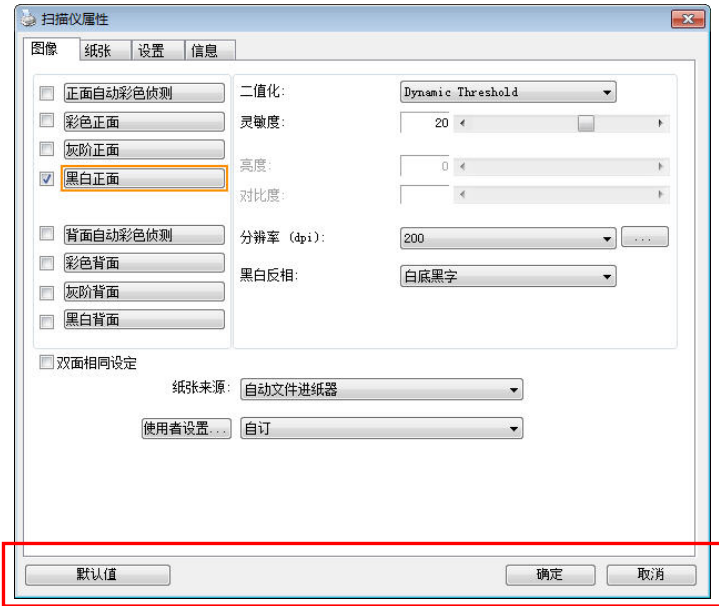 扫描仪属性
图像 纸张 设置 信息
正面自动彩色侦测 二值化: Dynamic Threshold
彩色正面 灵敏度: 20
灰阶正面
黑白正面 亮度: 0
对比度:
背面自动彩色侦测 分辨率 (dpi): 200 ...
彩色背面
黑白反相: 白底黑字
灰阶背面
黑白背面
双面相同设定
纸张来源: 自动文件进纸器
使用者设置... 自订
默认值 确定 取消